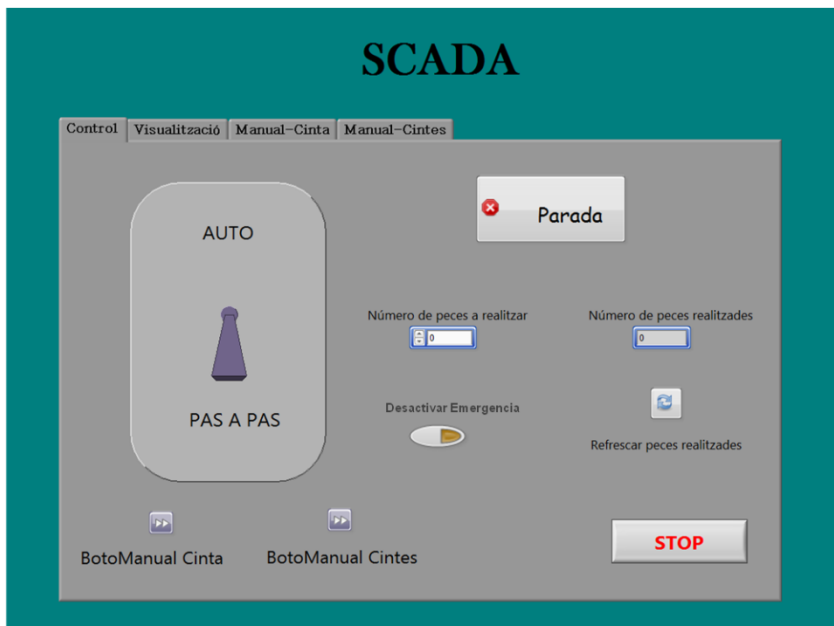 SCADA
Control
Visualització
Manual-Cinta
Manual-Cintes
AUTO
Parada
Número de peces a realitzar
0
Número de peces realitzades
0
PAS A PAS
Desactivar Emergencia
Refrescar peces realitzades
BotoManual Cinta
BotoManual Cintes
STOP